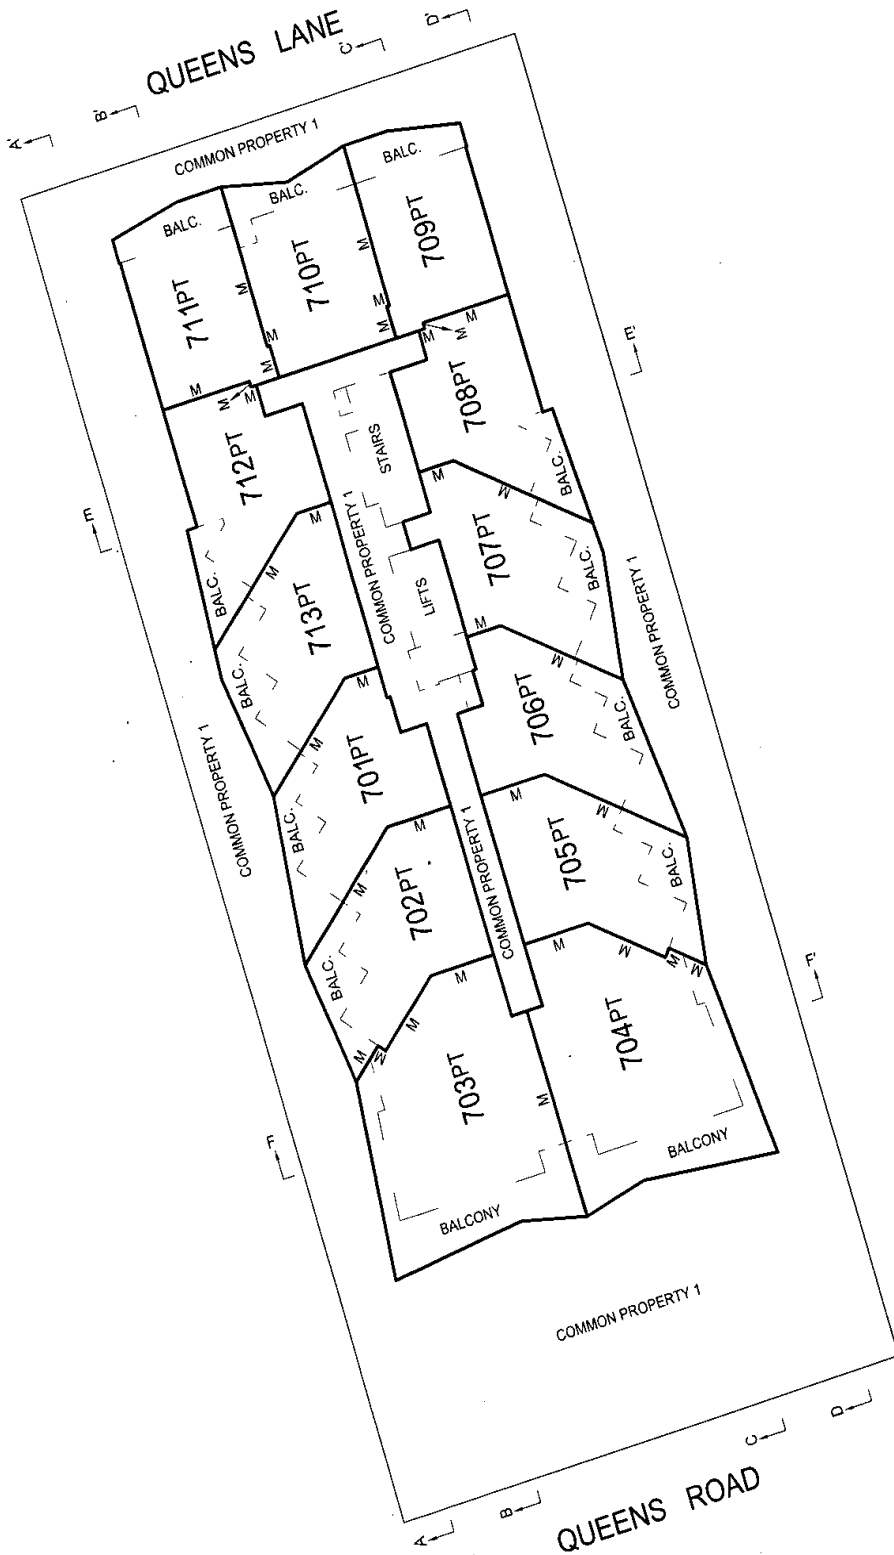 QUEENS LANE
A'
B'
C'
D'
COMMON PROPERTY 1
BALC.
BALC.
BALC.
711PT
710PT
709PT
M
M
M
M
M
M
M
M
M
M
M
M
M
E'
712PT
708PT
STAIRS
E
BALC.
BALC.
M
M
M
M
COMMON PROPERTY 1
713PT
707PT
LIFTS
BALC.
BALC.
COMMON PROPERTY 1
COMMON PROPERTY 1
M
M
M
M
701PT
706PT
BALC.
BALC.
M
M
M
M
702PT
705PT
COMMON PROPERTY 1
BALC.
BALC.
M
M
M
M
M
M
M
M
F'
703PT
704PT
M
F
BALCONY
BALCONY
COMMON PROPERTY 1
A
B
C
D
QUEENS ROAD